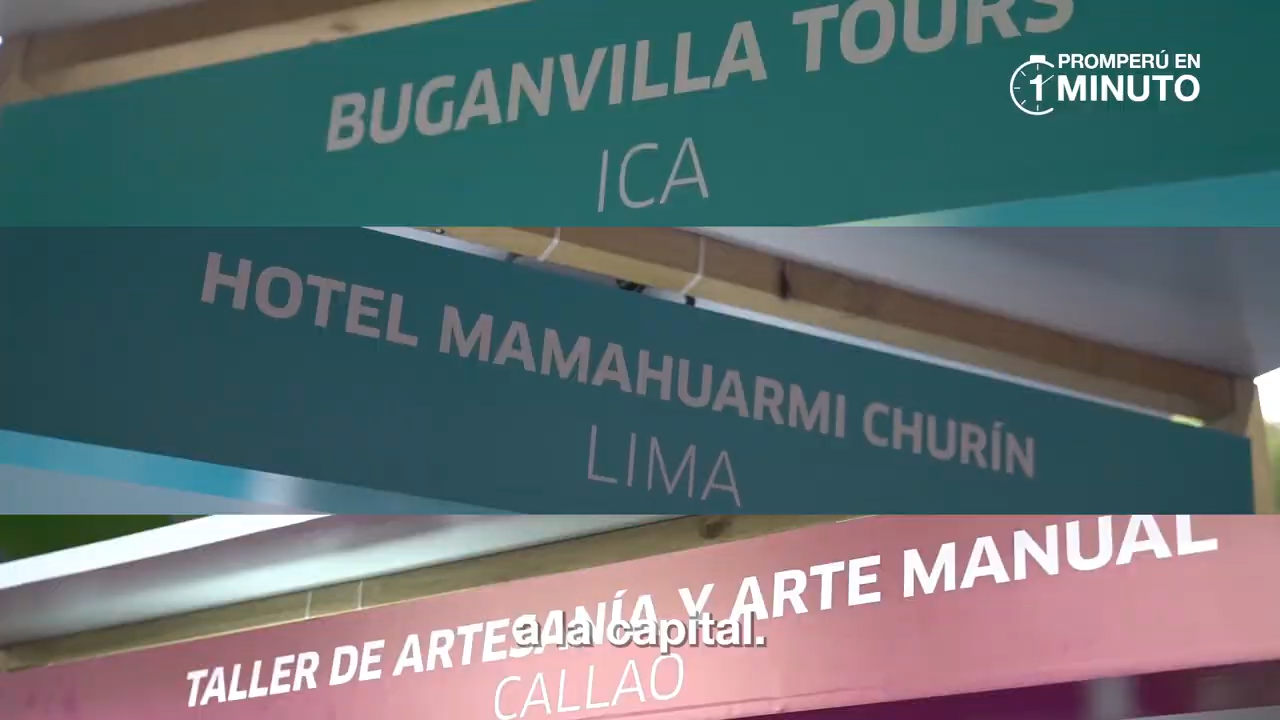 BUGANVILLA TOURS
ICA
PROMPERÚ EN
1 MINUTO
HOTEL MAMAHUARMI CHURÍN
LIMA
TALLER DE ARTESANÍA Y ARTE MANUAL
a la capital.
CALLAO